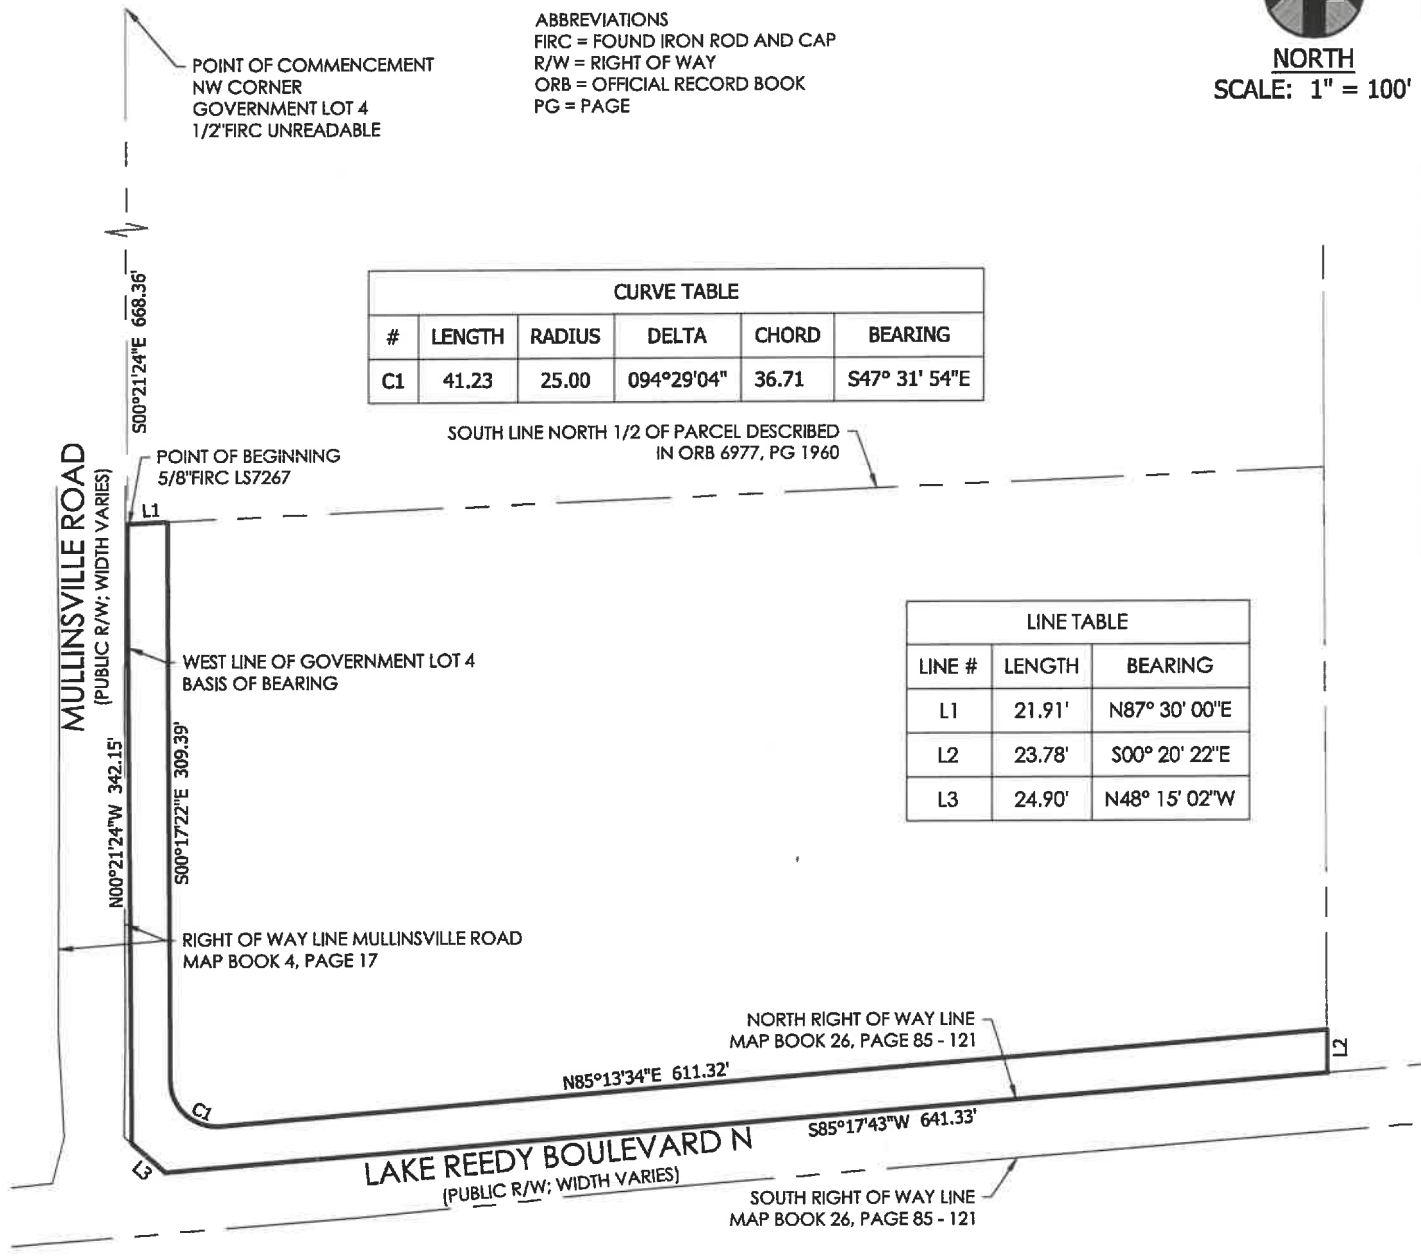 ABBREVIATIONS
FIRC = FOUND IRON ROD AND CAP
R/W = RIGHT OF WAY
ORB = OFFICIAL RECORD BOOK
PG = PAGE
NORTH
SCALE: 1" = 100'
POINT OF COMMENCEMENT
NW CORNER
GOVERNMENT LOT 4
1/2"FIRC UNREADABLE
S00°21'24"E 668.36'
CURVE TABLE
# LENGTH RADIUS DELTA CHORD BEARING
C1 41.23 25.00 094°29'04" 36.71 S47° 31' 54"E
SOUTH LINE NORTH 1/2 OF PARCEL DESCRIBED
IN ORB 6977, PG 1960
POINT OF BEGINNING
5/8"FIRC LS7267
L1
MULLINSVILLE ROAD
(PUBLIC R/W; WIDTH VARIES)
WEST LINE OF GOVERNMENT LOT 4
BASIS OF BEARING
LINE TABLE
LINE # LENGTH BEARING
L1 21.91' N87° 30' 00"E
L2 23.78' S00° 20' 22"E
L3 24.90' N48° 15' 02"W
N00°21'24"W 342.15'
S00°17'22"E 309.39'
RIGHT OF WAY LINE MULLINSVILLE ROAD
MAP BOOK 4, PAGE 17
NORTH RIGHT OF WAY LINE
MAP BOOK 26, PAGE 85 - 121
L2
N85°13'34"E 611.32'
C1
S85°17'43"W 641.33'
L3
LAKE REEDY BOULEVARD N
(PUBLIC R/W; WIDTH VARIES)
SOUTH RIGHT OF WAY LINE
MAP BOOK 26, PAGE 85 - 121